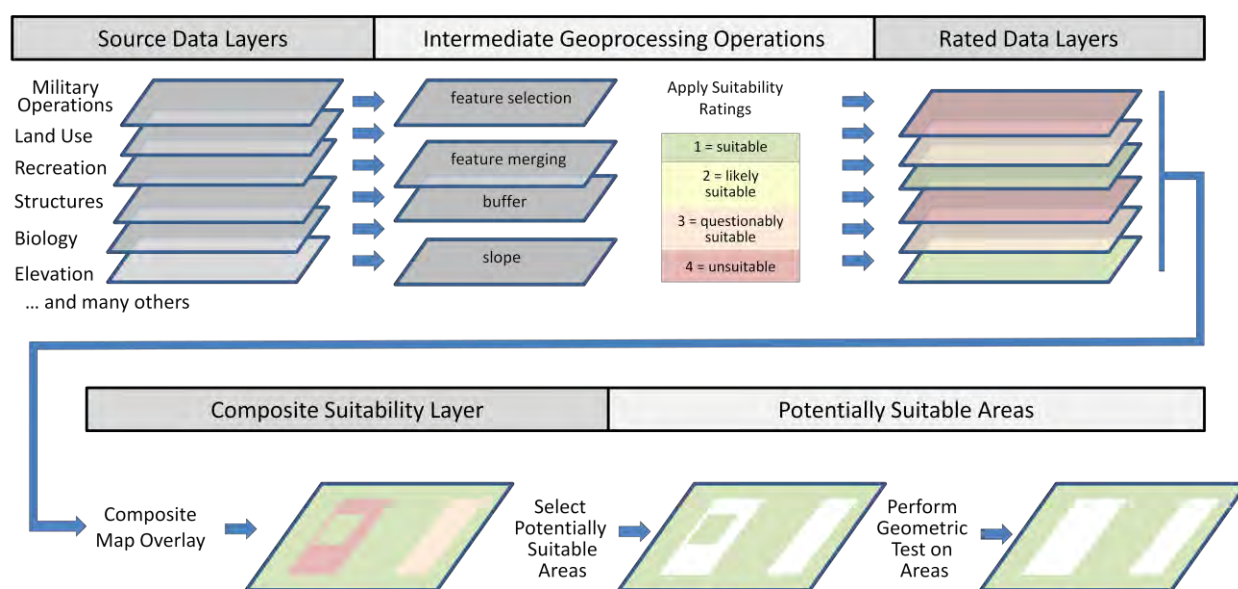 Source Data Layers
Intermediate Geoprocessing Operations
Rated Data Layers
Military
Operations
Land Use
Recreation
Structures
Biology
Elevation
... and many others
feature selection
feature merging
buffer
slope
Apply Suitability
Ratings
1 = suitable
2 = likely
suitable
3 = questionably
suitable
4 = unsuitable
Composite Suitability Layer
Potentially Suitable Areas
Composite
Map Overlay
Select
Potentially
Suitable
Areas
Perform
Geometric
Test on
Areas